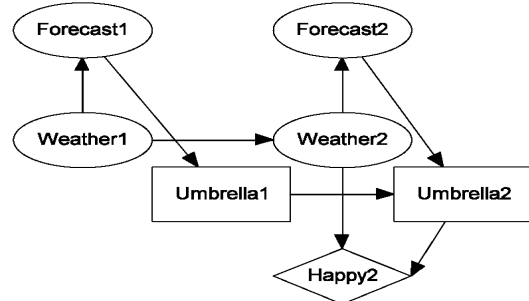 Forecast1
Forecast2
Weather1
Weather2
Umbrella1
Umbrella2
Happy2